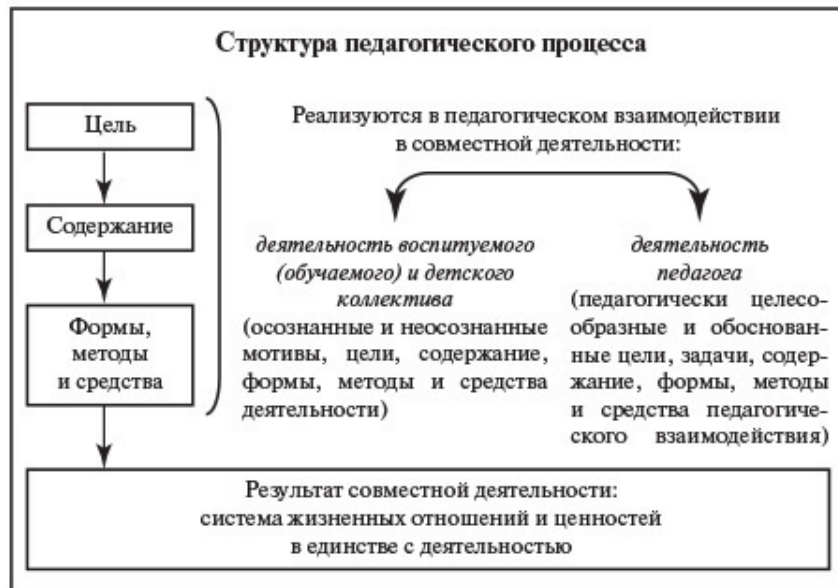 Структура педагогического процесса
Цель
Содержание
Формы,
методы
и средства
Реализуются в педагогическом взаимодействии
в совместной деятельности:
деятельность воспитуемого
(обучаемого) и детского
коллектива
(осознанные и неосознанные
мотивы, цели, содержание,
формы, методы и средства
деятельности)
деятельность
педагога
(педагогически целесо-
образные и обоснован-
ные цели, задачи, содер-
жание, формы, методы
и средства педагогиче-
ского взаимодействия)
Результат совместной деятельности:
система жизненных отношений и ценностей
в единстве с деятельностью